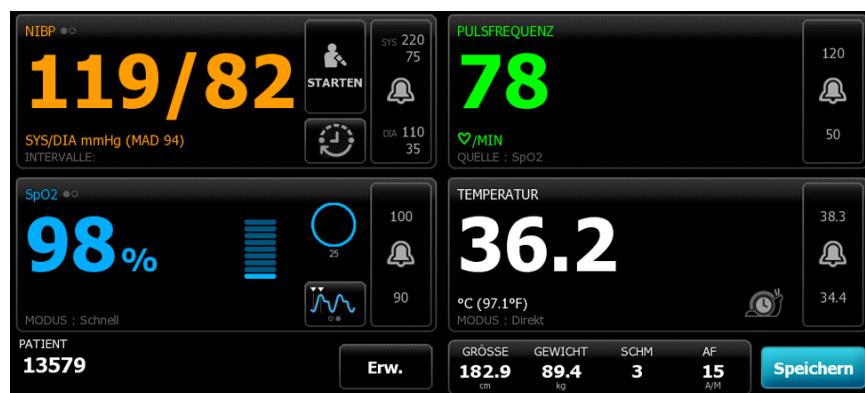 NIBP
119/82
STARTEN
SYS 220
75
DIA 110
35
SYS/DIA mmHg (MAD 94)
INTERVALLE:
PULSFREQUENZ
78
/MIN
QUELLE : SpO2
120
50
SpO2
98%
25
100
90
MODUS : Schnell
TEMPERATUR
36.2
°C (97.1°F)
MODUS : Direkt
38.3
34.4
PATIENT
13579
Erw.
GRÖSSE GEWICHT SCHM AF
182.9 89.4 3 15
cm kg A/M
Speichern